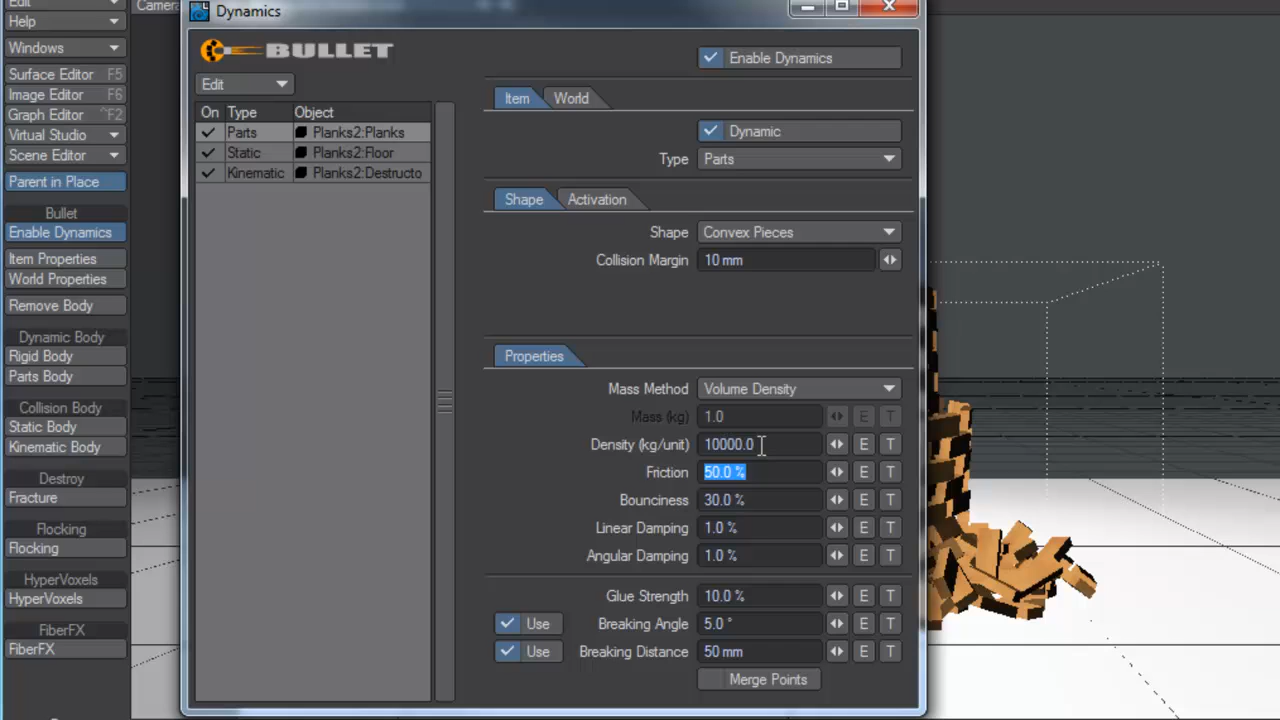 Edit
Camera
Help
Windows
Surface Editor F5
Image Editor F6
Graph Editor ^F2
Virtual Studio
Scene Editor
Parent in Place
Bullet
Enable Dynamics
Item Properties
World Properties
Remove Body
Dynamic Body
Rigid Body
Parts Body
Collision Body
Static Body
Kinematic Body
Destroy
Fracture
Flocking
Flocking
HyperVoxels
HyperVoxels
FiberFX
FiberFX
Dynamics
BULLET
Edit
On Type Object
Parts Planks2:Planks
Static Planks2:Floor
Kinematic Planks2:Destructo
Enable Dynamics
Item World
Dynamic
Type Parts
Shape Activation
Shape Convex Pieces
Collision Margin 10 mm
Properties
Mass Method Volume Density
Mass (kg) 1.0 E T
Density (kg/unit) 10000.0 E T
Friction 50.0 % E T
Bounciness 30.0 % E T
Linear Damping 1.0 % E T
Angular Damping 1.0 % E T
Glue Strength 10.0 % E T
Use Breaking Angle 5.0 ° E T
Use Breaking Distance 50 mm E T
Merge Points